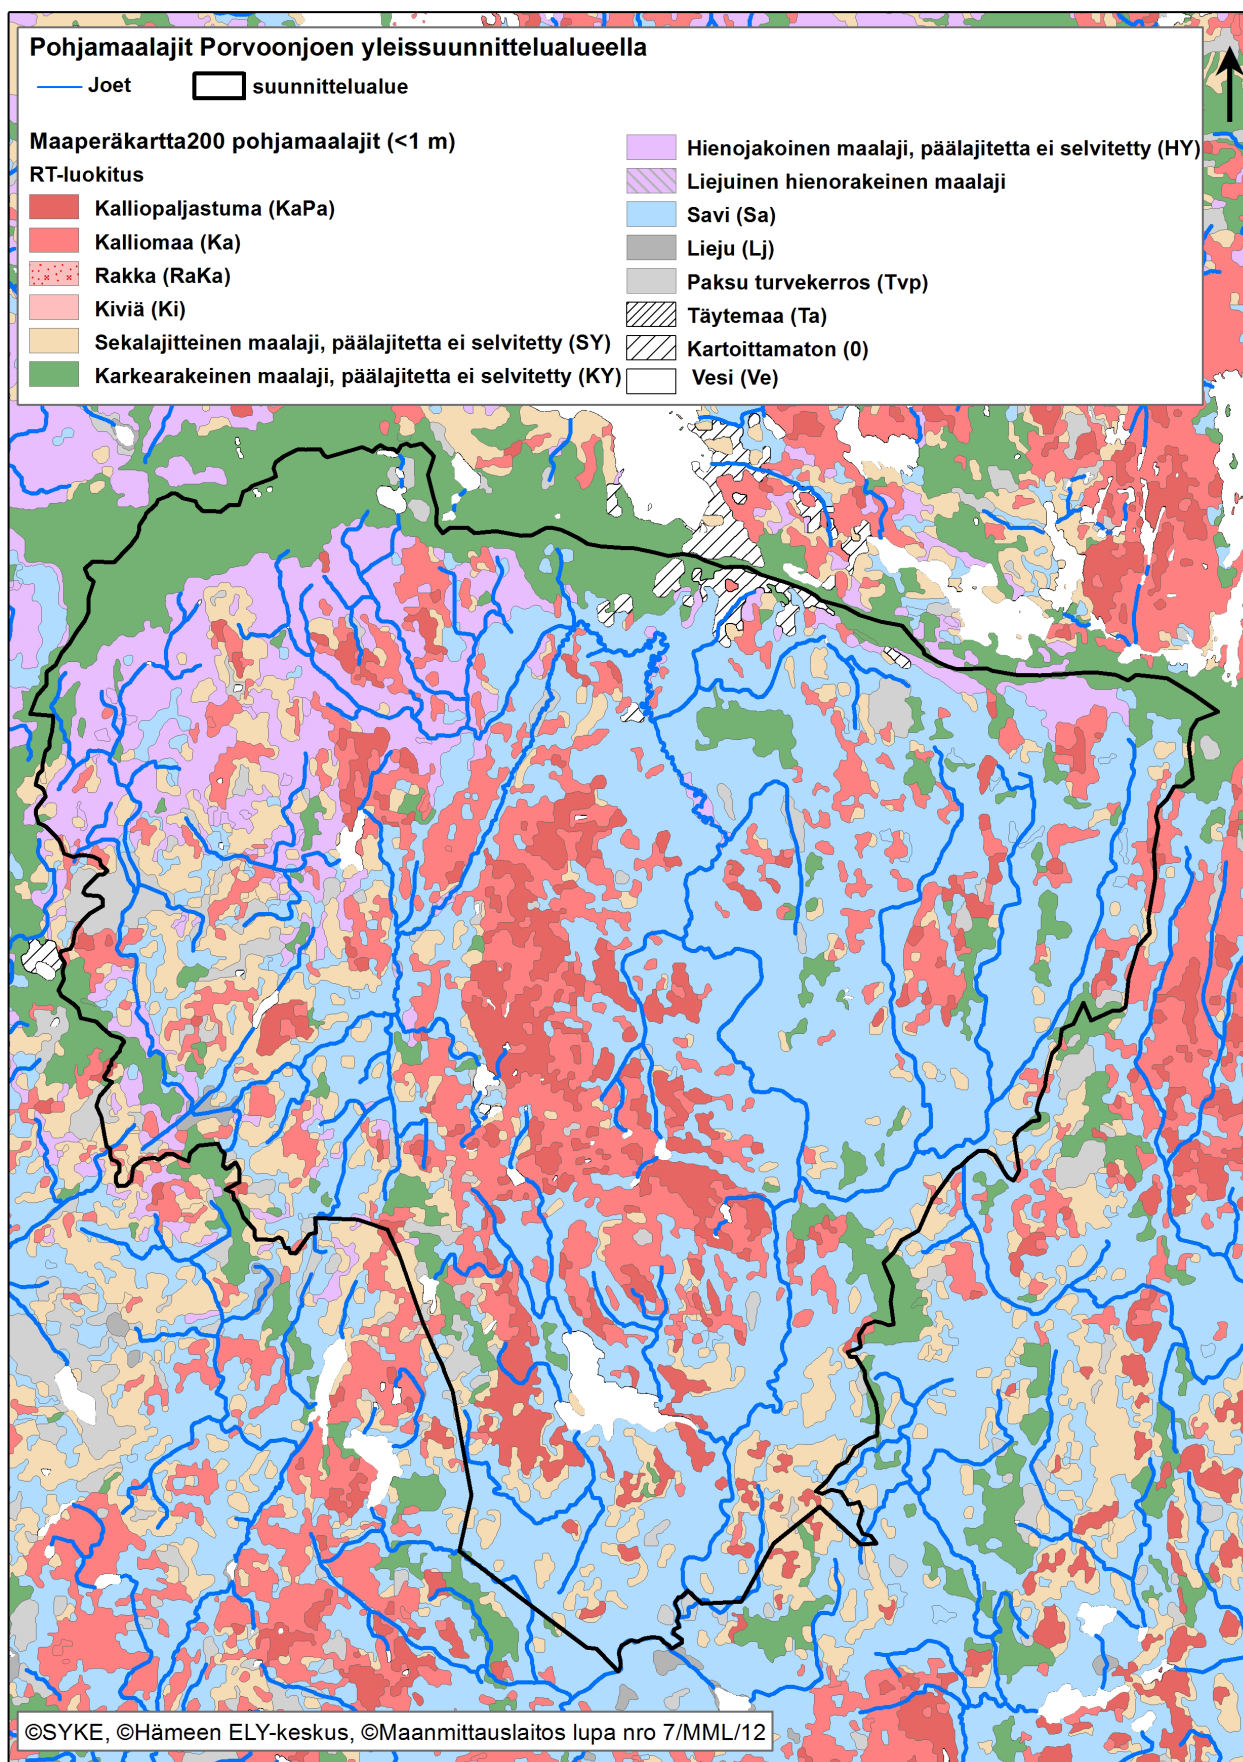 Pohjamaalajit Porvoonjoen yleissuunnittelualueella
Joet
suunnittelualue
Maaperäkartta200 pohjamaalajit (<1 m)
RT-luokitus
Kalliopaljastuma (KaPa)
Kalliomaa (Ka)
Rakka (RaKa)
Kiviä (Ki)
Sekalajitteinen maalaji, päälajitetta ei selvitetty (SY)
Karkearakeinen maalaji, päälajitetta ei selvitetty (KY)
Hienojakoinen maalaji, päälajitetta ei selvitetty (HY)
Liejuinen hienorakeinen maalaji
Savi (Sa)
Lieju (Lj)
Paksu turvekerros (Tvp)
Täytemaa (Ta)
Kartoittamaton (0)
Vesi (Ve)
©SYKE, ©Hämeen ELY-keskus, ©Maanmittauslaitos lupa nro 7/MML/12